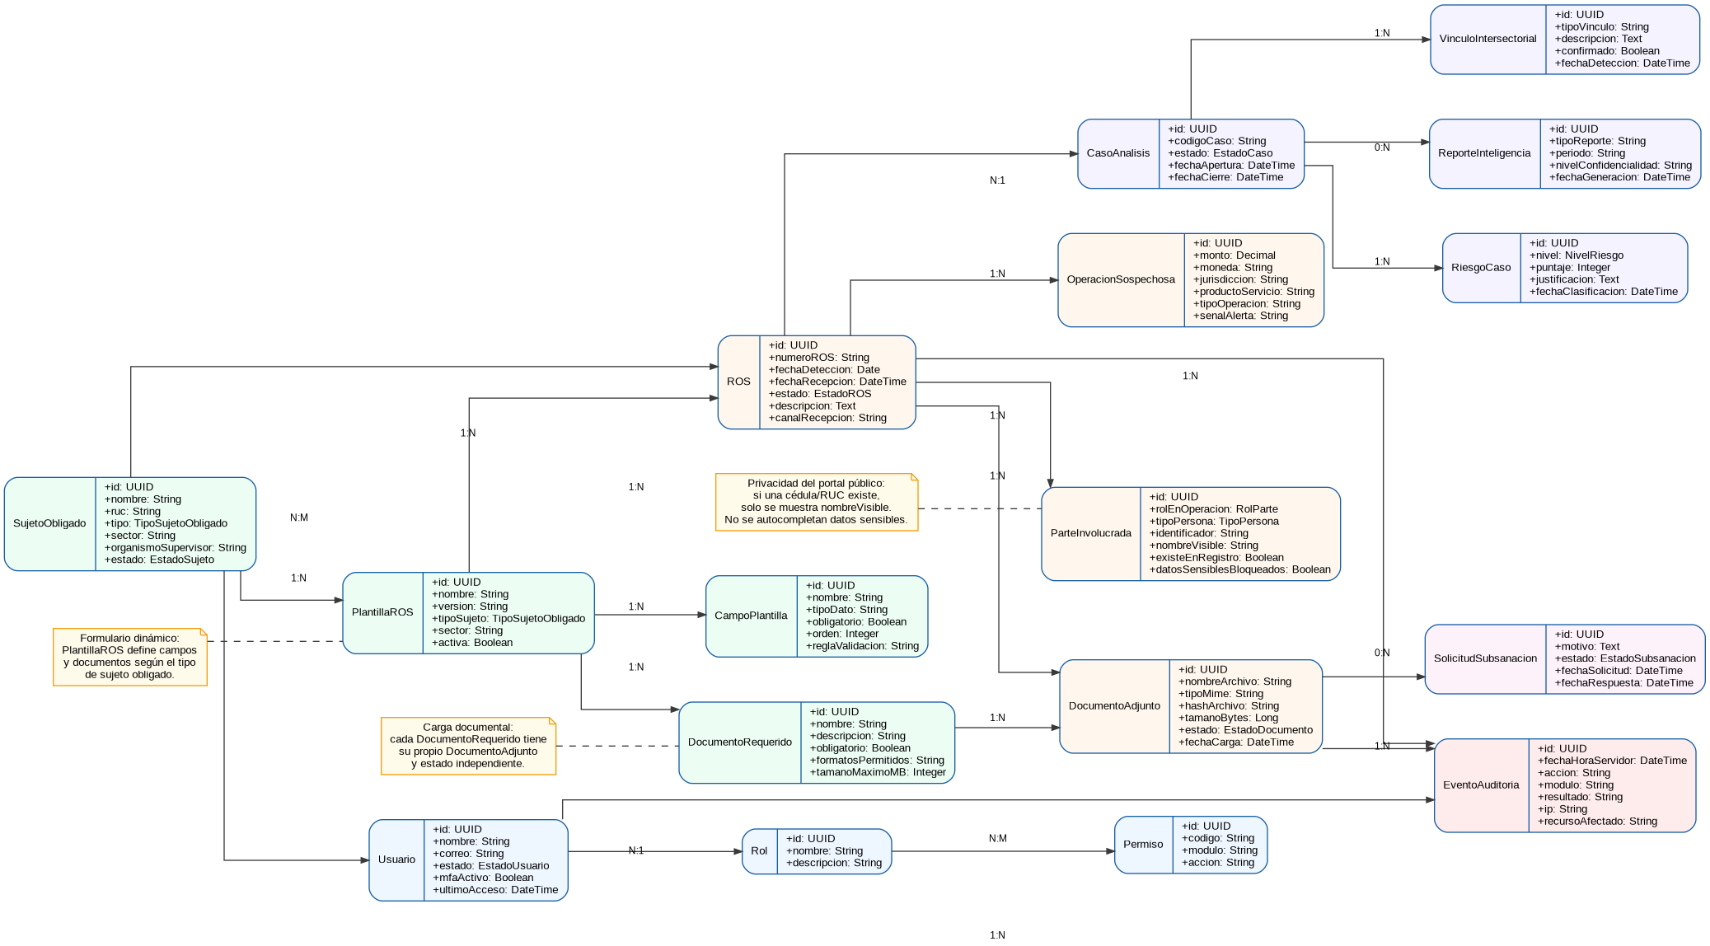 VinculoIntersectorial
+id: UUID
+tipoVinculo: String
+descripcion: Text
+confirmado: Boolean
+fechaDeteccion: DateTime
1:N
CasoAnalisis
+id: UUID
+codigoCaso: String
+estado: EstadoCaso
+fechaApertura: DateTime
+fechaCierre: DateTime
0:N
ReporteInteligencia
+id: UUID
+tipoReporte: String
+periodo: String
+nivelConfidencialidad: String
+fechaGeneracion: DateTime
N:1
OperacionSospechosa
+id: UUID
+monto: Decimal
+moneda: String
+jurisdiccion: String
+productoServicio: String
+tipoOperacion: String
+senalAlerta: String
1:N
1:N
RiesgoCaso
+id: UUID
+nivel: NivelRiesgo
+puntaje: Integer
+justificacion: Text
+fechaClasificacion: DateTime
ROS
+id: UUID
+numeroROS: String
+fechaDeteccion: Date
+fechaRecepcion: DateTime
+estado: EstadoROS
+descripcion: Text
+canalRecepcion: String
1:N
1:N
1:N
1:N
1:N
SujetoObligado
+id: UUID
+nombre: String
+ruc: String
+tipo: TipoSujetoObligado
+sector: String
+organismoSupervisor: String
+estado: EstadoSujeto
N:M
1:N
Privacidad del portal público:
si una cédula/RUC existe,
solo se muestra nombreVisible.
No se autocompletan datos sensibles.
ParteInvolucrada
+id: UUID
+rolEnOperacion: RolParte
+tipoPersona: TipoPersona
+identificador: String
+nombreVisible: String
+existeEnRegistro: Boolean
+datosSensiblesBloqueados: Boolean
PlantillaROS
+id: UUID
+nombre: String
+version: String
+tipoSujeto: TipoSujetoObligado
+sector: String
+activa: Boolean
1:N
CampoPlantilla
+id: UUID
+nombre: String
+tipoDato: String
+obligatorio: Boolean
+orden: Integer
+reglaValidacion: String
Formulario dinámico:
PlantillaROS define campos
y documentos según el tipo
de sujeto obligado.
1:N
DocumentoAdjunto
+id: UUID
+nombreArchivo: String
+tipoMime: String
+hashArchivo: String
+tamanoBytes: Long
+estado: EstadoDocumento
+fechaCarga: DateTime
0:N
SolicitudSubsanacion
+id: UUID
+motivo: Text
+estado: EstadoSubsanacion
+fechaSolicitud: DateTime
+fechaRespuesta: DateTime
Carga documental:
cada DocumentoRequerido tiene
su propio DocumentoAdjunto
y estado independiente.
DocumentoRequerido
+id: UUID
+nombre: String
+descripcion: String
+obligatorio: Boolean
+formatosPermitidos: String
+tamanoMaximoMB: Integer
1:N
1:N
EventoAuditoria
+id: UUID
+fechaHoraServidor: DateTime
+accion: String
+modulo: String
+resultado: String
+ip: String
+recursoAfectado: String
Usuario
+id: UUID
+nombre: String
+correo: String
+estado: EstadoUsuario
+mfaActivo: Boolean
+ultimoAcceso: DateTime
N:1
Rol
+id: UUID
+nombre: String
+descripcion: String
N:M
Permiso
+id: UUID
+codigo: String
+modulo: String
+accion: String
1:N